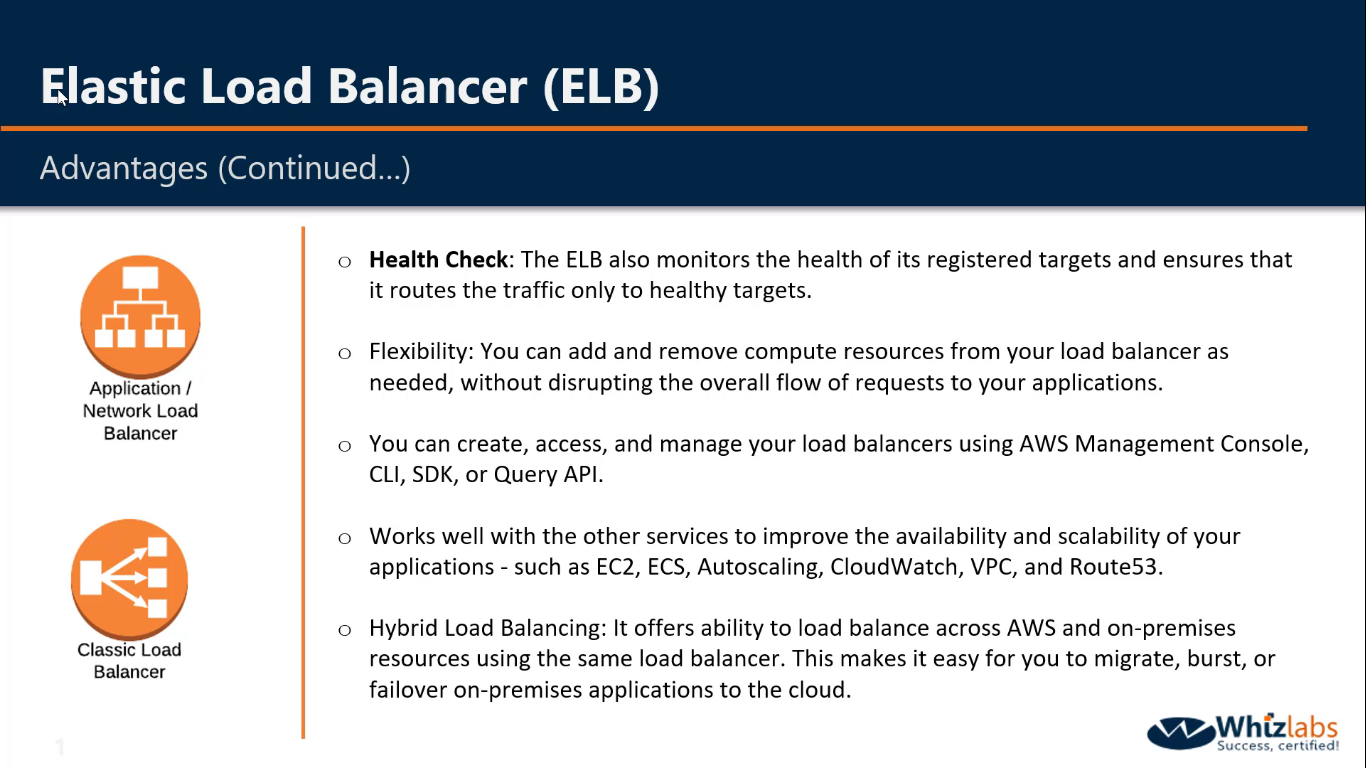 Elastic Load Balancer (ELB)
Advantages (Continued...)
Application /
Network Load
Balancer
Classic Load
Balancer
o Health Check: The ELB also monitors the health of its registered targets and ensures that
it routes the traffic only to healthy targets.
o Flexibility: You can add and remove compute resources from your load balancer as
needed, without disrupting the overall flow of requests to your applications.
o You can create, access, and manage your load balancers using AWS Management Console,
CLI, SDK, or Query API.
o Works well with the other services to improve the availability and scalability of your
applications - such as EC2, ECS, Autoscaling, CloudWatch, VPC, and Route53.
o Hybrid Load Balancing: It offers ability to load balance across AWS and on-premises
resources using the same load balancer. This makes it easy for you to migrate, burst, or
failover on-premises applications to the cloud.
1
Whizlabs
Success, certified!